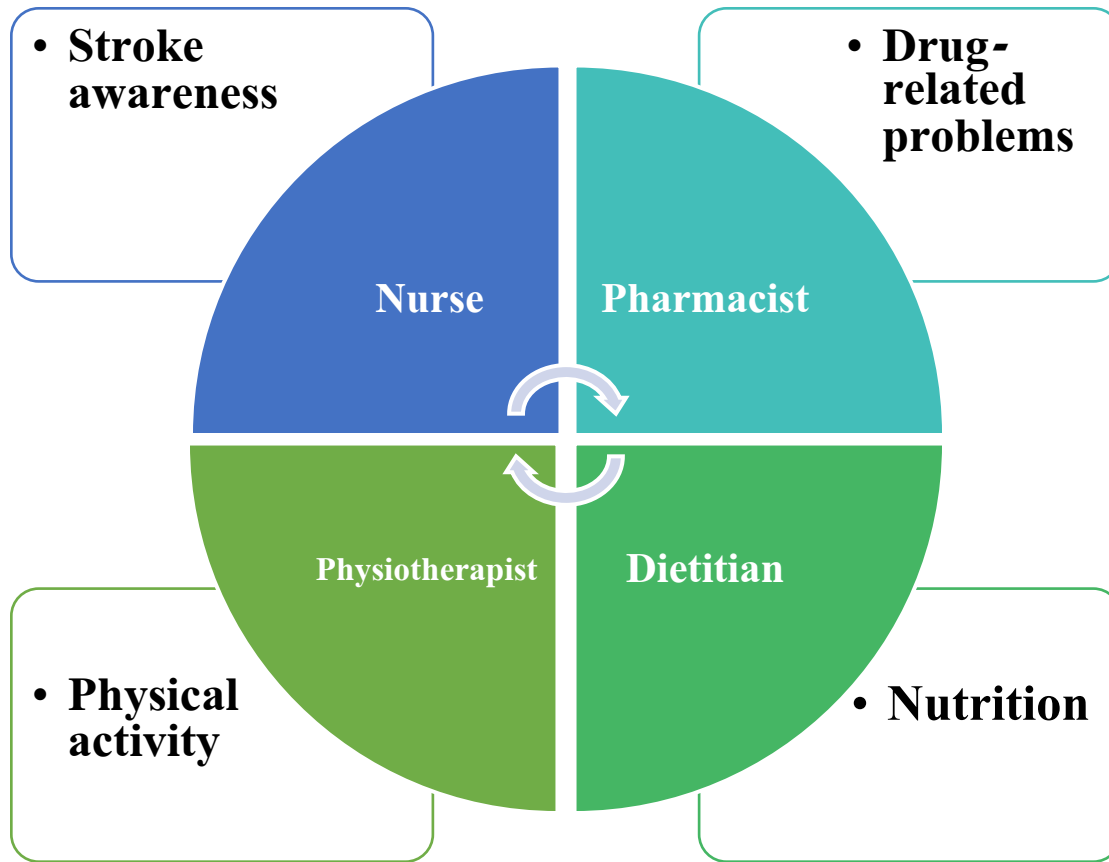 • Stroke
awareness
• Drug-
related
problems
Nurse
Pharmacist
Physiotherapist
Dietitian
• Physical
activity
• Nutrition